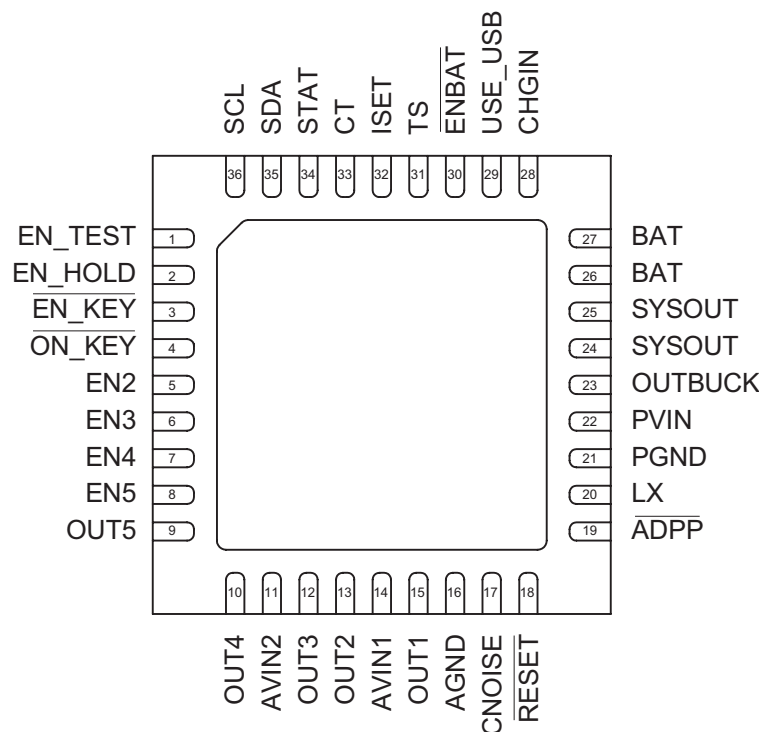 SCL
SDA
STAT
CT
ISET
TS
ENBAT
USE_USB
CHGIN
36
35
34
33
32
31
30
29
28
EN_TEST 1
EN_HOLD 2
EN_KEY 3
ON_KEY 4
EN2 5
EN3 6
EN4 7
EN5 8
OUT5 9
27 BAT
26 BAT
25 SYSOUT
24 SYSOUT
23 OUTBUCK
22 PVIN
21 PGND
20 LX
19 ADPP
10
11
12
13
14
15
16
17
18
OUT4
AVIN2
OUT3
OUT2
AVIN1
OUT1
AGND
CNOISE
RESET